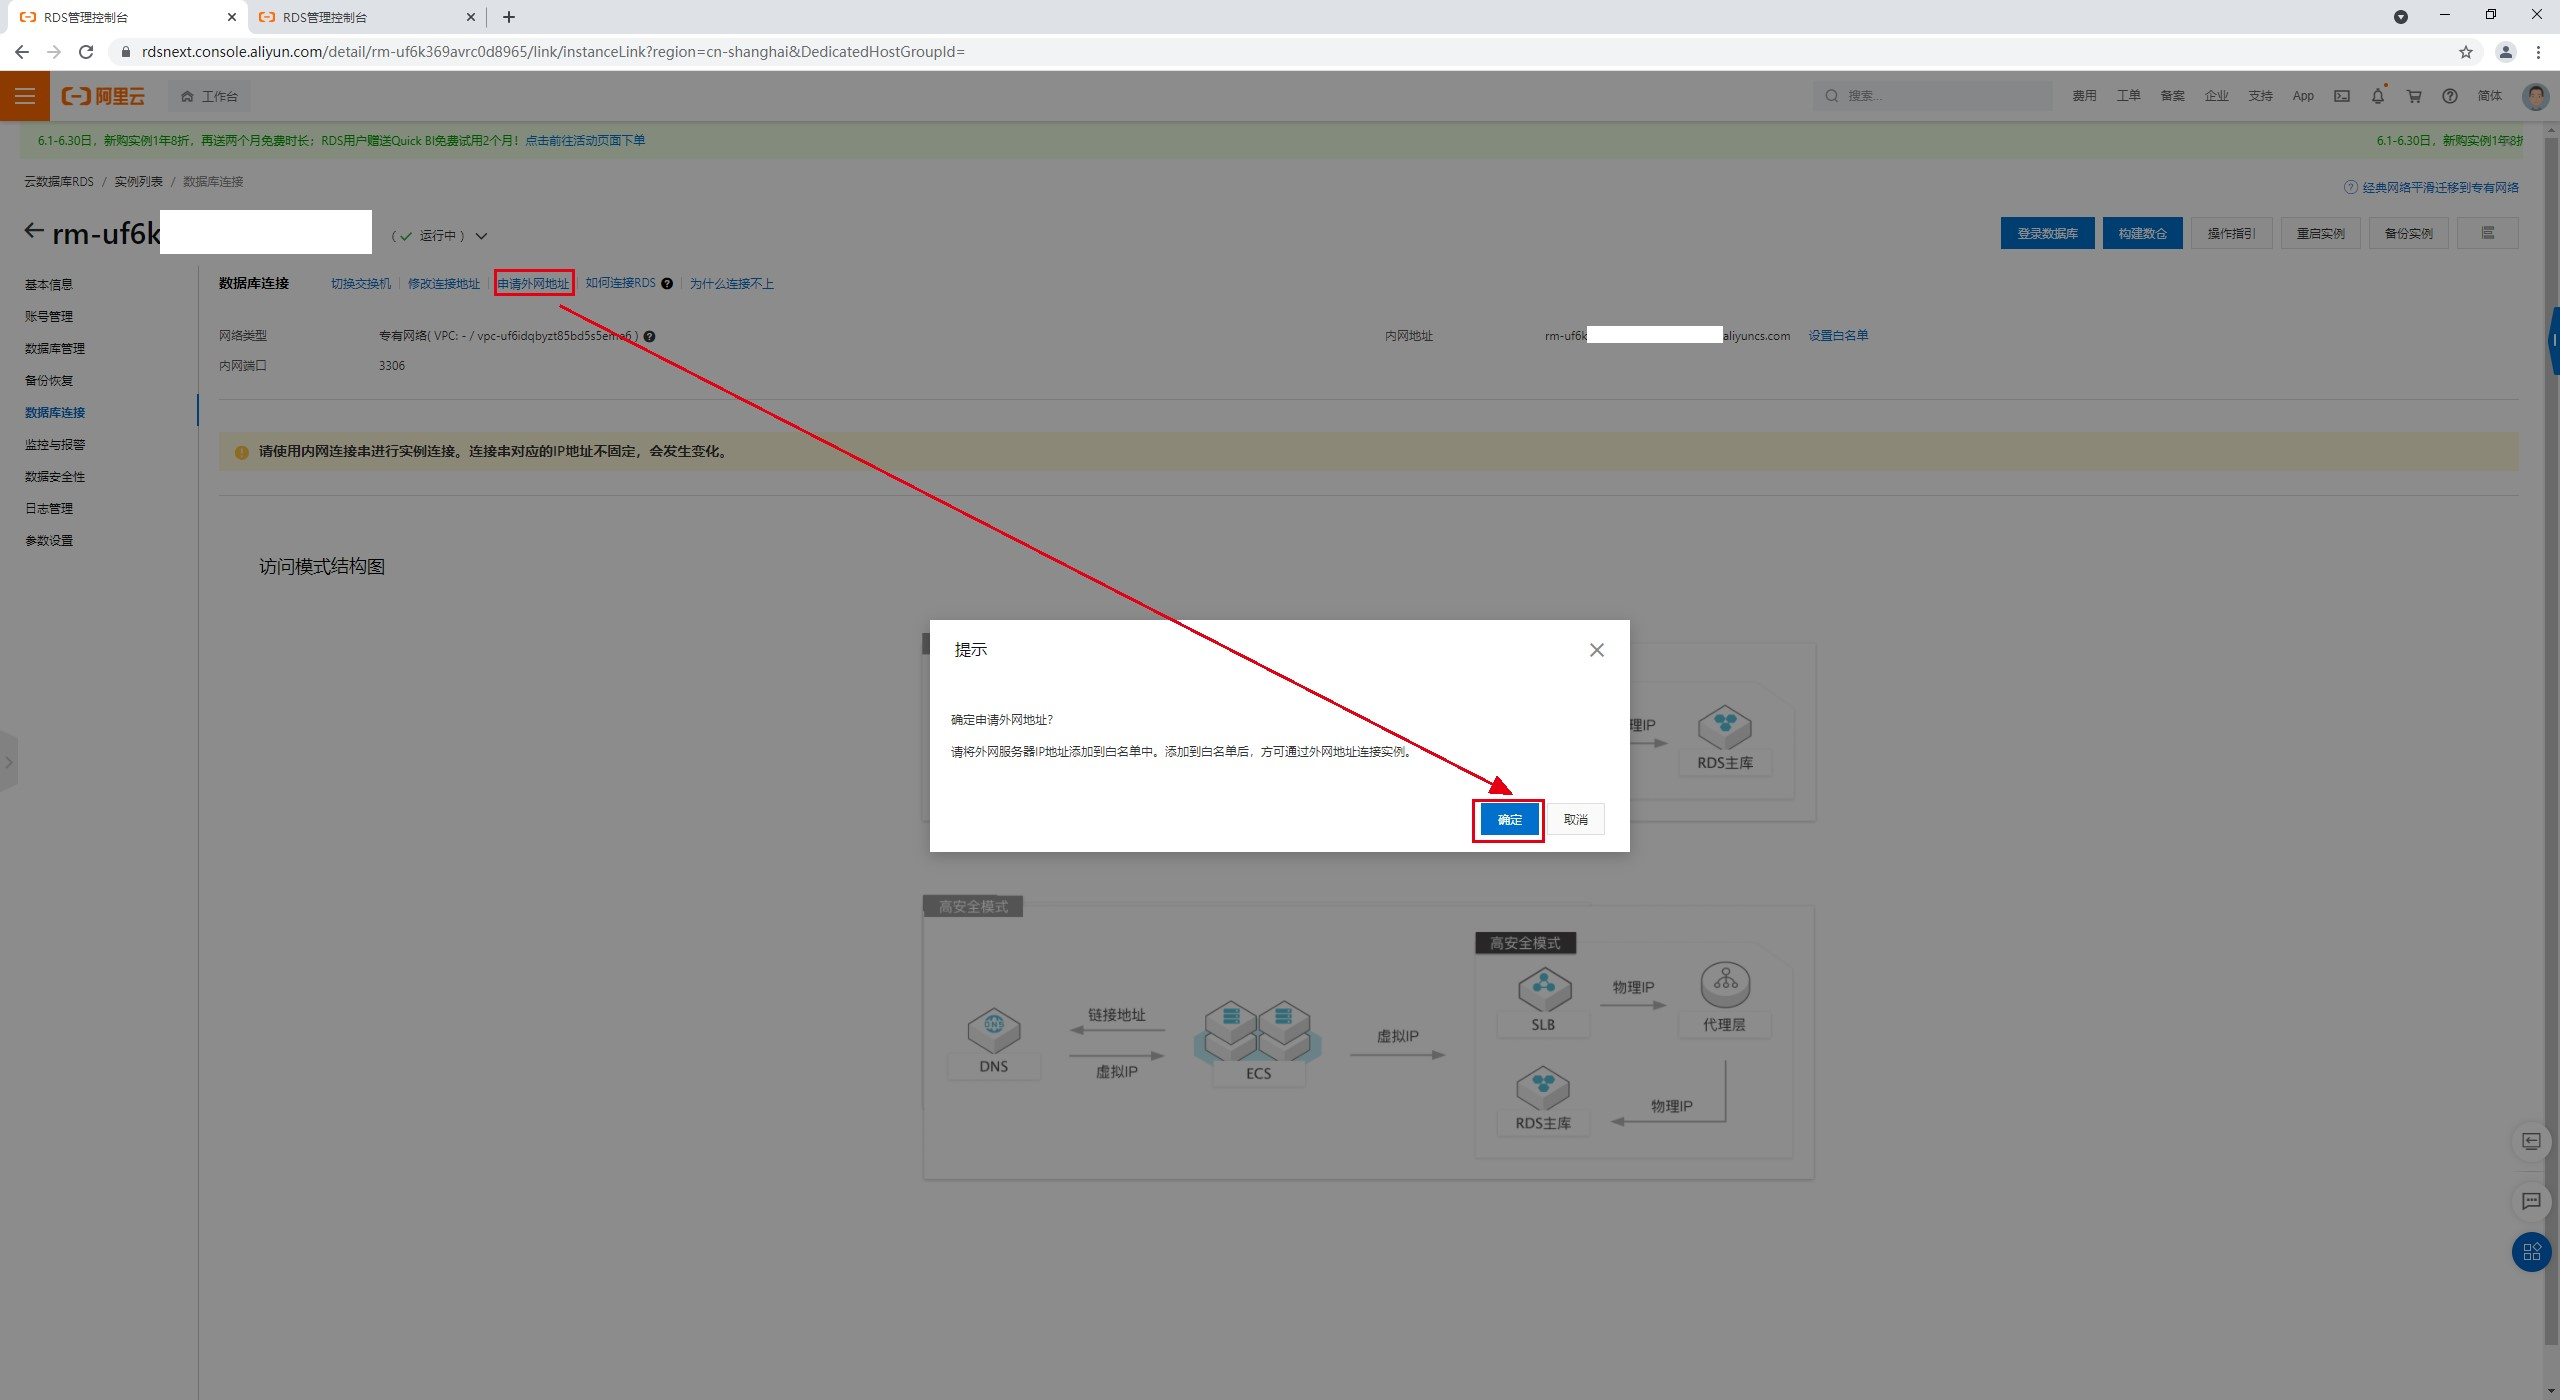 RDS管理控制台
RDS管理控制台
rdsnext.console.aliyun.com/detail/rm-uf6k369avrc0d8965/link/instanceLink?region=cn-shanghai&DedicatedHostGroupId=
阿里云 工作台 搜索... 费用 工单 备案 企业 支持 App 简体
6.1-6.30日，新购实例1年8折，再送两个月免费时长；RDS用户赠送Quick BI免费试用2个月！点击前往活动页面下单
6.1-6.30日，新购实例1年8折
云数据库RDS / 实例列表 / 数据库连接
经典网络平滑迁移到专有网络
rm-uf6k
( 运行中 )
登录数据库 构建数仓 操作指引 重启实例 备份实例
基本信息
账号管理
数据库管理
备份恢复
数据库连接
监控与报警
数据安全性
日志管理
参数设置
数据库连接 切换交换机 修改连接地址 申请外网地址 如何连接RDS 为什么连接不上
网络类型 专有网络( VPC: - / vpc-uf6idqbyzt85bd5s5ema6 )
内网地址 rm-uf6k aliyuncs.com 设置白名单
内网端口 3306
请使用内网连接串进行实例连接。连接串对应的IP地址不固定，会发生变化。
访问模式结构图
提示
确定申请外网地址?
请将外网服务器IP地址添加到白名单中。添加到白名单后，方可通过外网地址连接实例。
确定 取消
理IP
RDS主库
高安全模式
高安全模式
DNS
链接地址
虚拟IP
ECS
虚拟IP
SLB
物理IP
代理层
RDS主库
物理IP